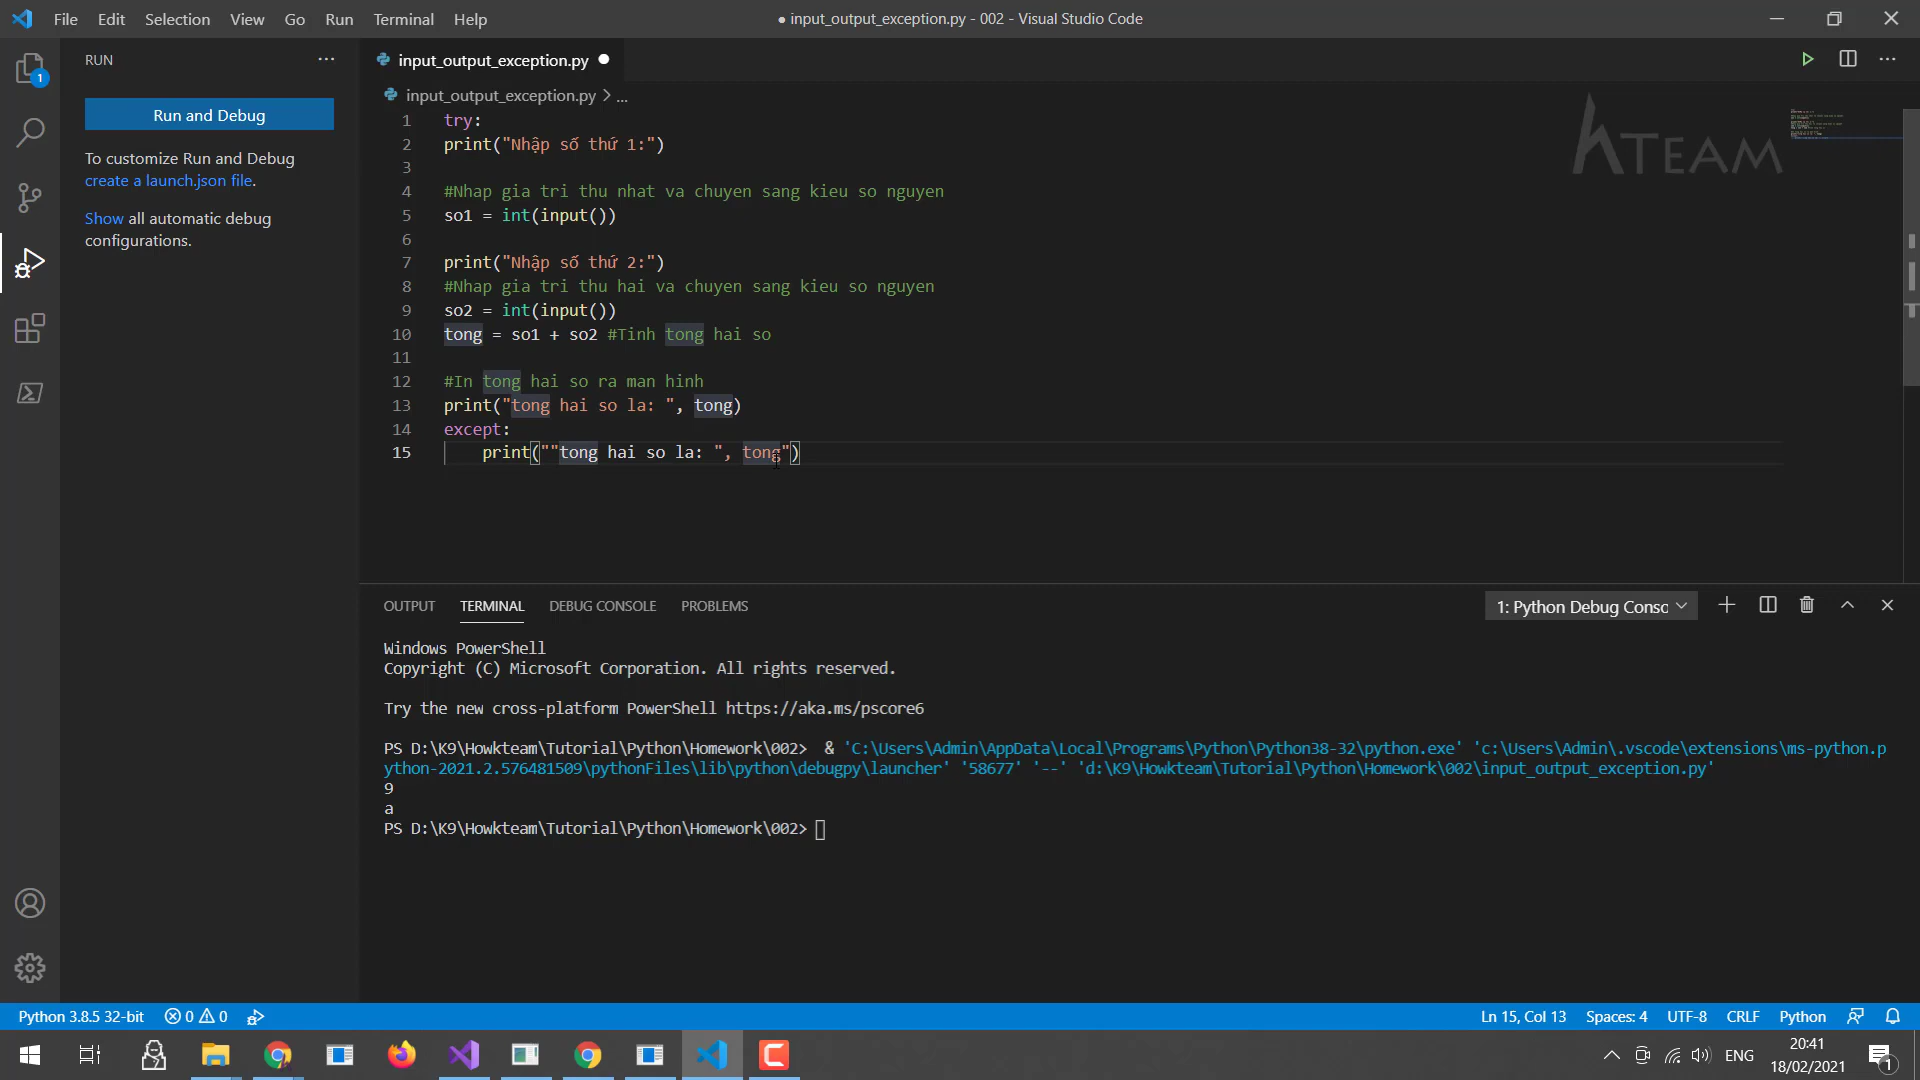 File Edit Selection View Go Run Terminal Help
● input_output_exception.py - 002 - Visual Studio Code
RUN
Run and Debug
To customize Run and Debug
create a launch.json file.
Show all automatic debug
configurations.
input_output_exception.py
input_output_exception.py > ...
HTEAM
1 try:
2 print("Nhập số thứ 1:")
3
4 #Nhap gia tri thu nhat va chuyen sang kieu so nguyen
5 so1 = int(input())
6
7 print("Nhập số thứ 2:")
8 #Nhap gia tri thu hai va chuyen sang kieu so nguyen
9 so2 = int(input())
10 tong = so1 + so2 #Tinh tong hai so
11
12 #In tong hai so ra man hinh
13 print("tong hai so la: ", tong)
14 except:
15 print(""tong hai so la: ", tong")
OUTPUT TERMINAL DEBUG CONSOLE PROBLEMS
1: Python Debug Conso
Windows PowerShell
Copyright (C) Microsoft Corporation. All rights reserved.
Try the new cross-platform PowerShell https://aka.ms/pscore6
PS D:\K9\Howkteam\Tutorial\Python\Homework\002> & 'C:\Users\Admin\AppData\Local\Programs\Python\Python38-32\python.exe' 'c:\Users\Admin\.vscode\extensions\ms-python.p
ython-2021.2.576481509\pythonFiles\lib\python\debugpy\launcher' '58677' '--' 'd:\K9\Howkteam\Tutorial\Python\Homework\002\input_output_exception.py'
9
a
PS D:\K9\Howkteam\Tutorial\Python\Homework\002>
Python 3.8.5 32-bit 0 0
Ln 15, Col 13 Spaces: 4 UTF-8 CRLF Python
ENG
20:41
18/02/2021
1
1